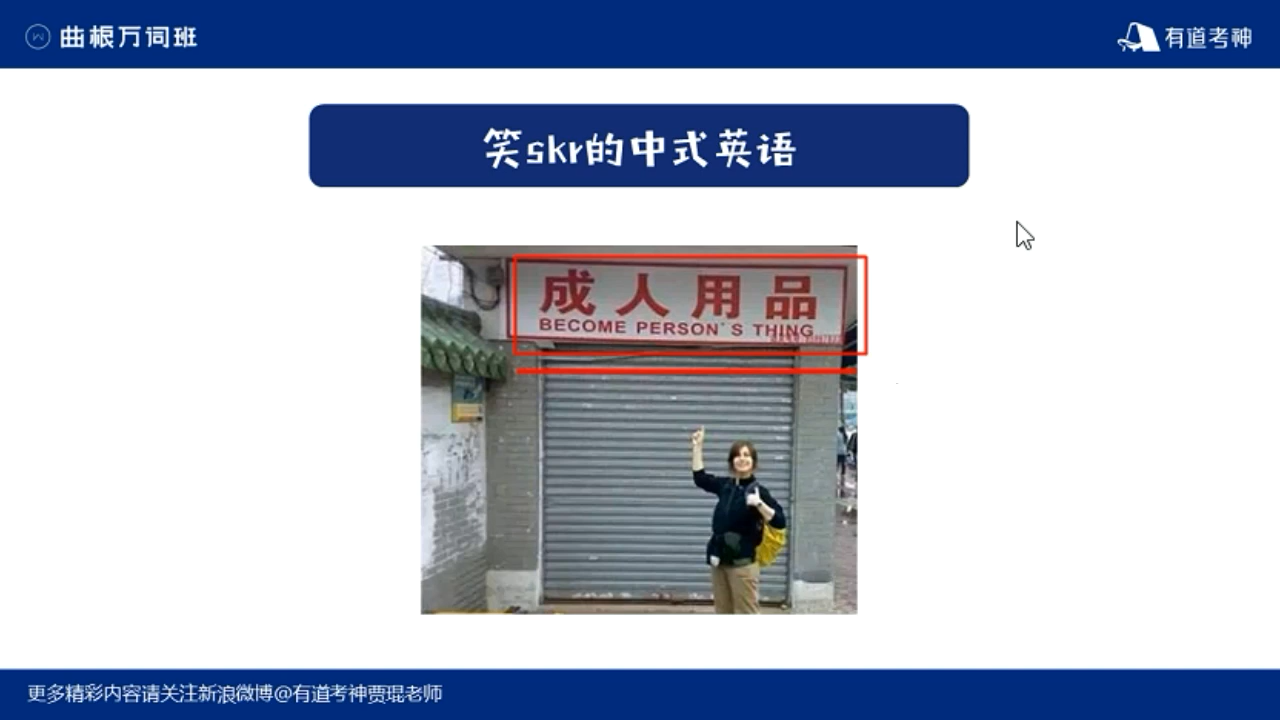 曲根万词班
有道考神
笑skr的中式英语
成人用品
BECOME PERSON'S THING
更多精彩内容请关注新浪微博@有道考神贾琨老师